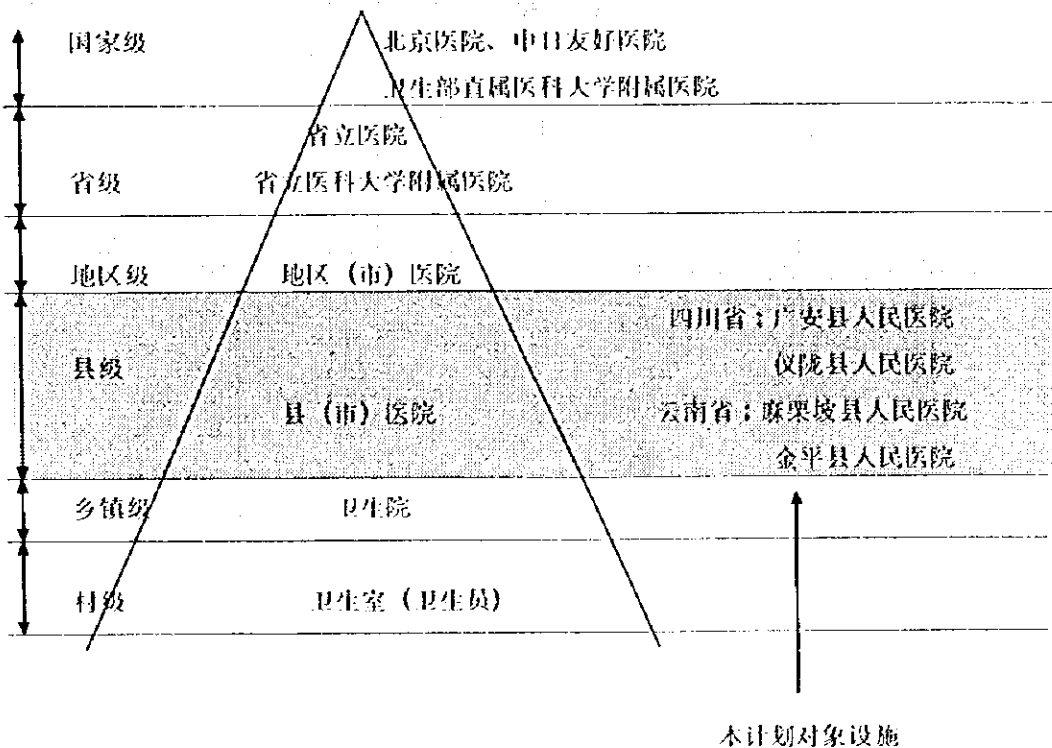 国家级 北京医院、中日友好医院
卫生部直属医科大学附属医院
省立医院
省级 省立医科大学附属医院
地区级 地区(市)医院
四川省:广安县人民医院
县级 仪陇县人民医院
县(市)医院 云南省:麻栗坡县人民医院
金平县人民医院
乡镇级 卫生院
村级 卫生室(卫生员)
本计划对象设施